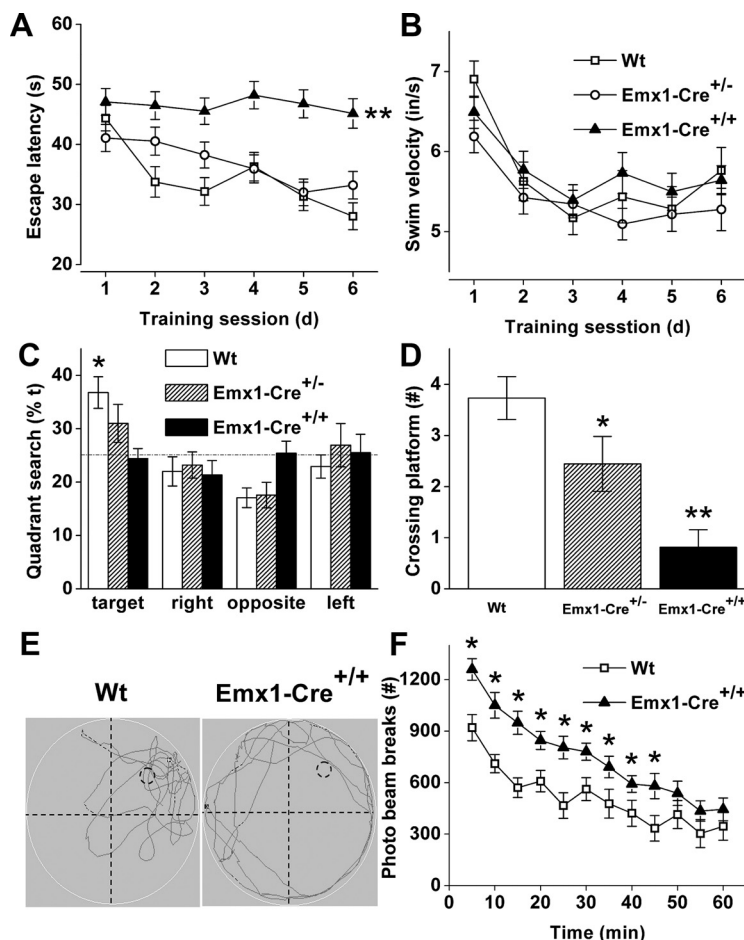 A
Escape latency (s)
60
50
40
30
20
**
1 2 3 4 5 6
Training session (d)
B
Swim velocity (in/s)
7
6
5
Wt
Emx1-Cre+/-
Emx1-Cre+/+
1 2 3 4 5 6
Training sesstion (d)
C
Quadrant search (% t)
60
40
20
0
*
Wt
Emx1-Cre+/-
Emx1-Cre+/+
target right opposite left
D
Crossing platform (#)
4
3
2
1
0
*
**
Wt Emx1-Cre+/- Emx1-Cre+/+
E
Wt Emx1-Cre+/+
F
Photo beam breaks (#)
1200
900
600
300
0
Wt
Emx1-Cre+/+
* * * * * * * * *
0 10 20 30 40 50 60
Time (min)